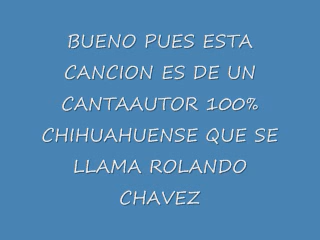 BUENO PUES ESTA
CANCION ES DE UN
CANTAAUTOR 100%
CHIHUAHUENSE QUE SE
LLAMA ROLANDO
CHAVEZ